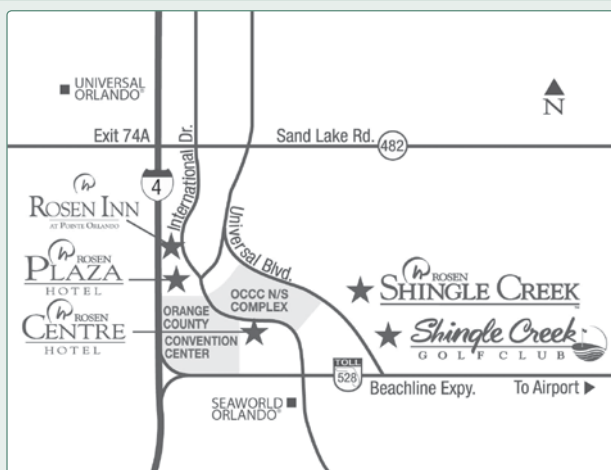 UNIVERSAL
ORLANDO®
N
Exit 74A
Sand Lake Rd.
482
International Dr.
4
ROSEN INN
AT POINTE ORLANDO
Universal Blvd.
ROSEN
PLAZA
HOTEL
ROSEN
SHINGLE CREEK
OCCC N/S
COMPLEX
ORANGE
COUNTY
CONVENTION
CENTER
ROSEN
CENTRE
HOTEL
Shingle Creek
GOLF CLUB
TOLL
528
Beachline Expy.
To Airport
SEAWORLD
ORLANDO®